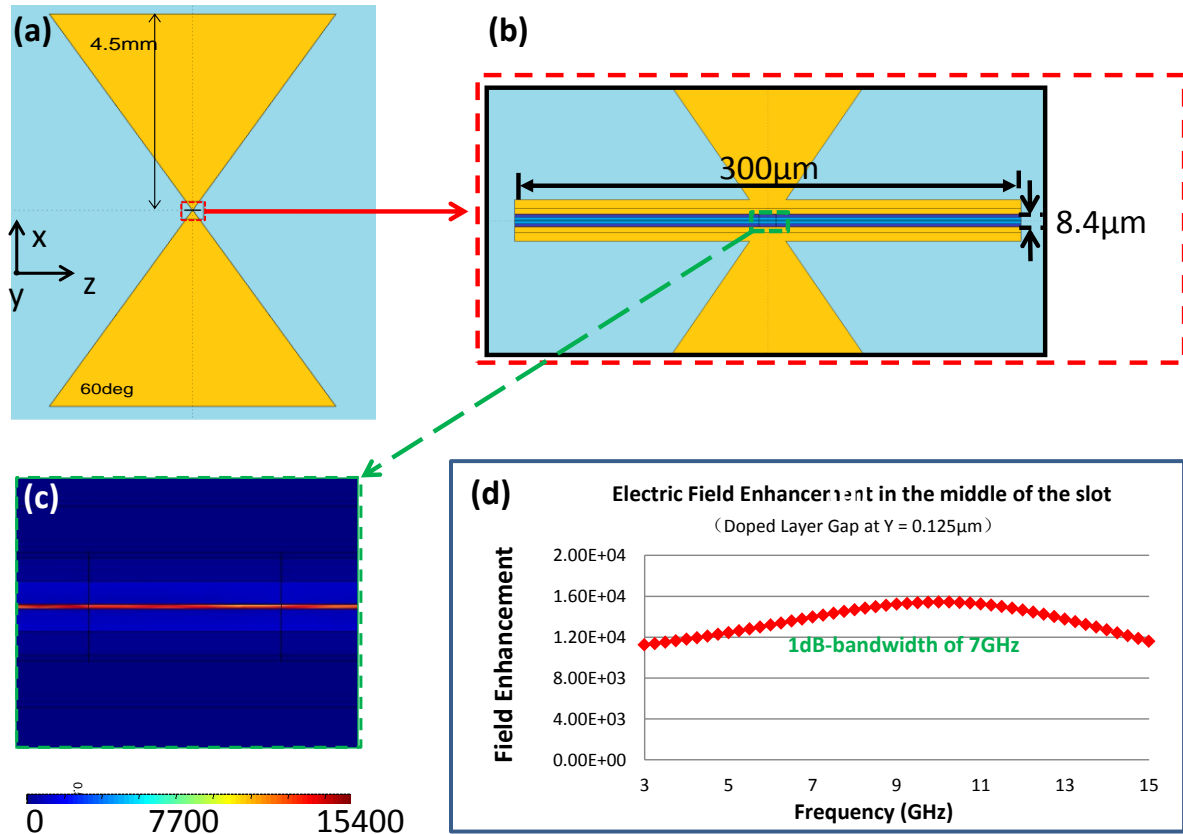 (a)
4.5mm
x
y
z
60deg
(b)
300μm
8.4μm
(c)
0
7700
15400
(d)
Electric Field Enhancement in the middle of the slot
（Doped Layer Gap at Y = 0.125μm）
Field Enhancement
2.00E+04
1.60E+04
1.20E+04
8.00E+03
4.00E+03
0.00E+00
1dB-bandwidth of 7GHz
3 5 7 9 11 13 15
Frequency (GHz)